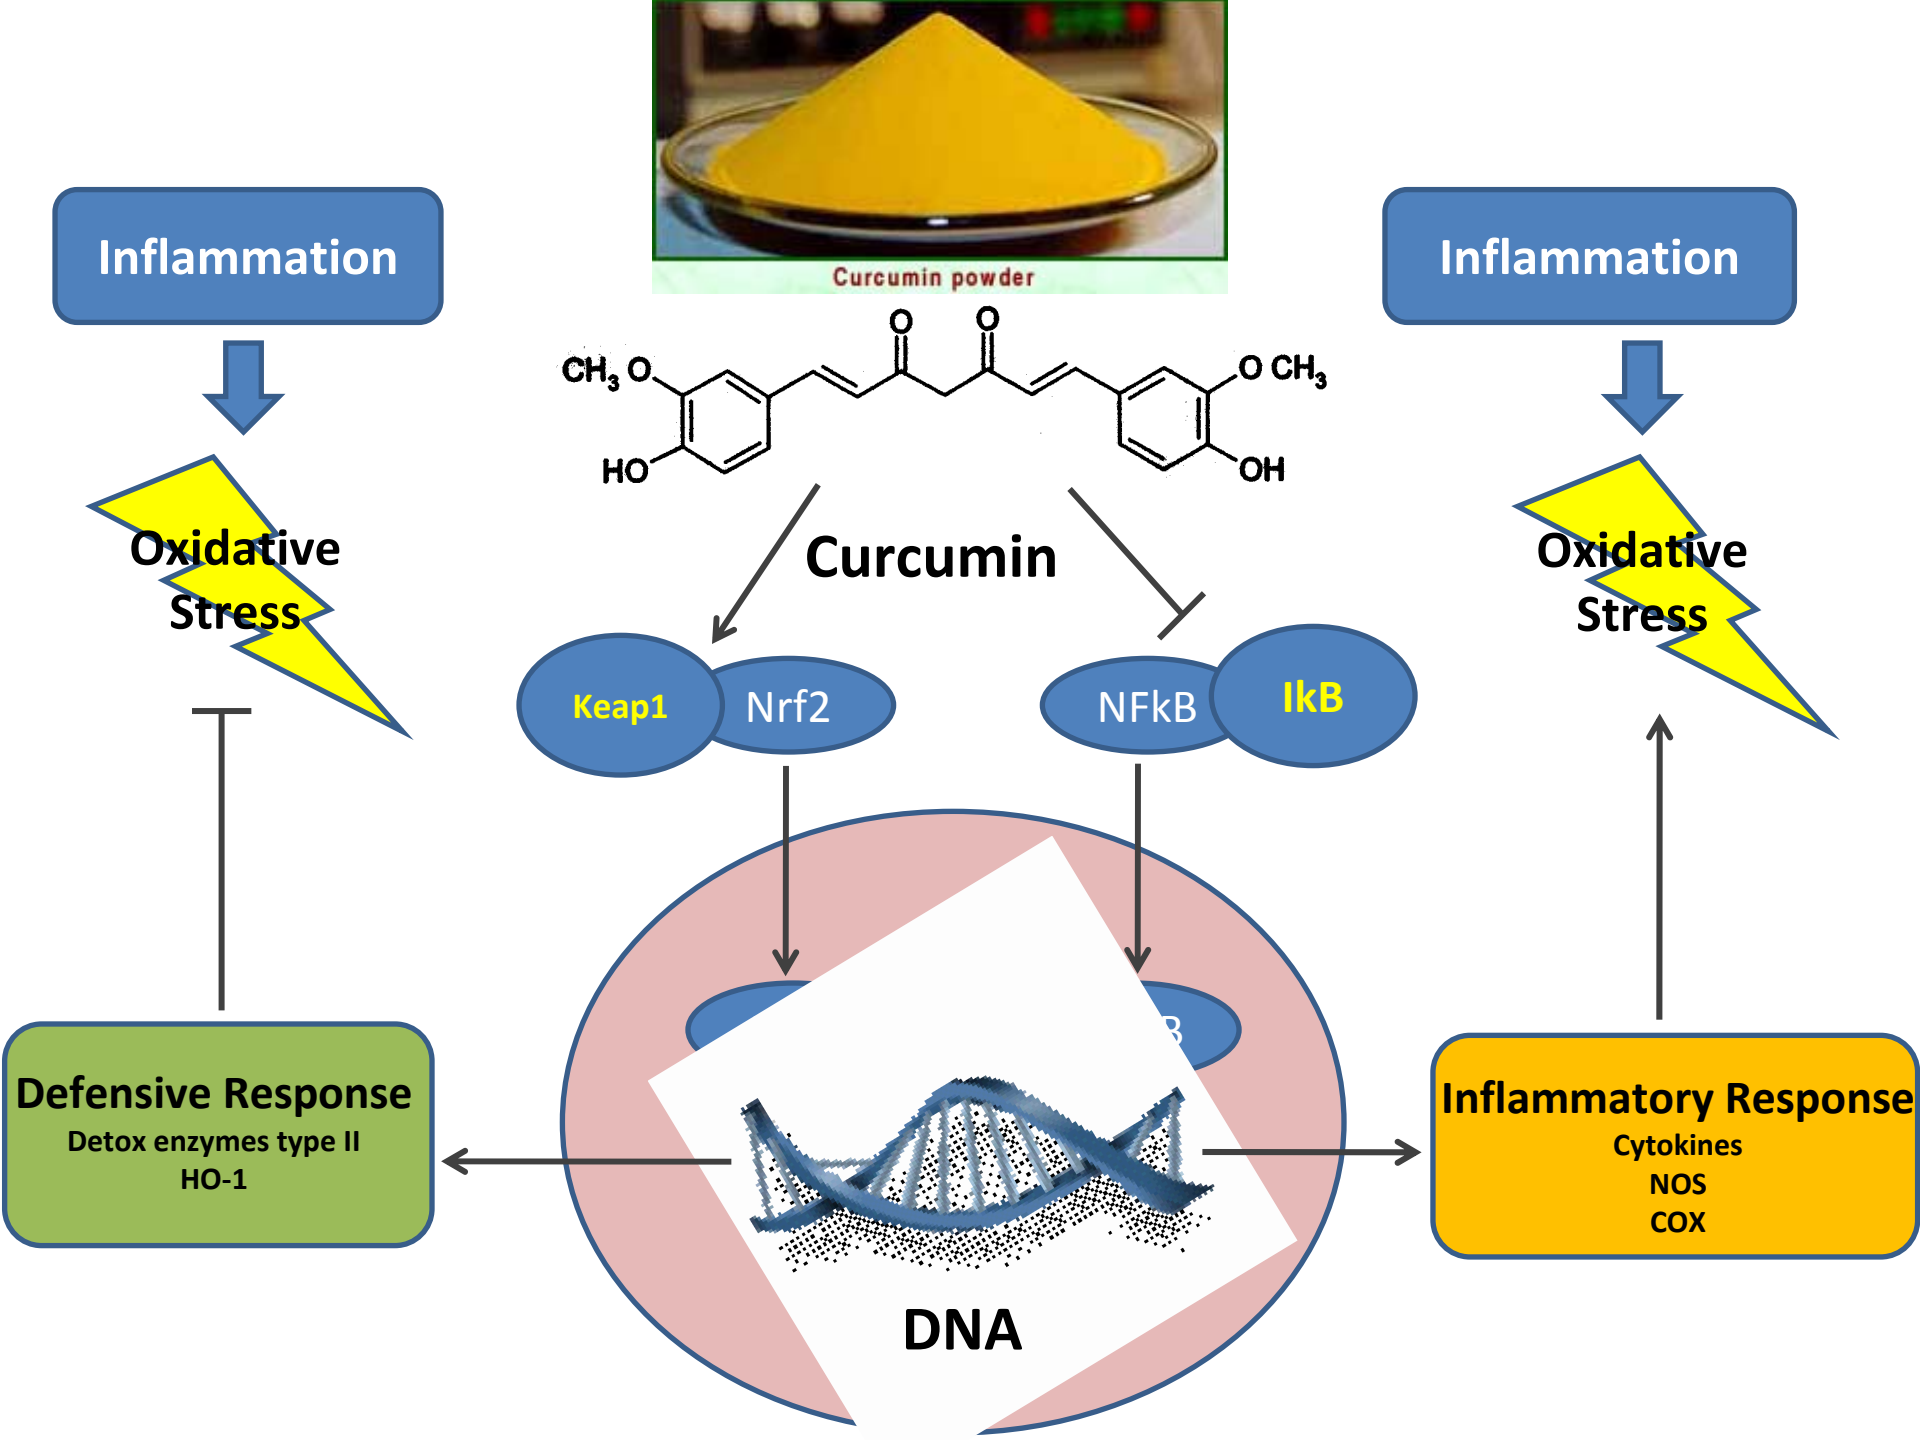 Curcumin powder
Inflammation
Inflammation
O
O
CH3 O
O CH3
HO
OH
Oxidative
Stress
Curcumin
Oxidative
Stress
Keap1
Nrf2
NFkB
IkB
B
Defensive Response
Detox enzymes type II
HO-1
Inflammatory Response
Cytokines
NOS
COX
DNA